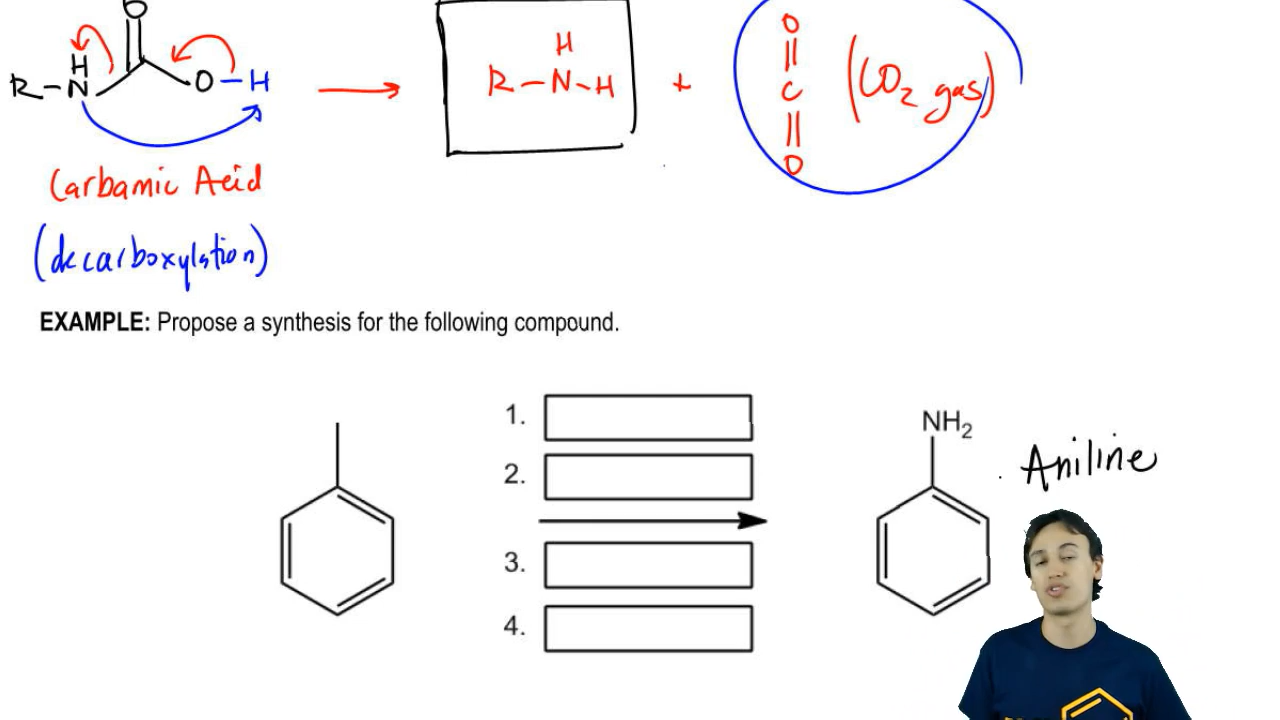 O
H
R-N O-H
R-N-H
H
+
O
C
O
(CO2 gas)
Carbamic Acid
(decarboxylation)
EXAMPLE: Propose a synthesis for the following compound.
1.
2.
3.
4.
NH2
Aniline